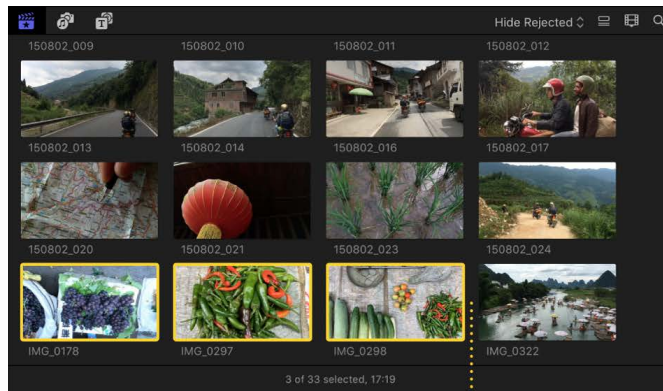 Hide Rejected
150802_009 150802_010 150802_011 150802_012
150802_013 150802_014 150802_016 150802_017
150802_020 150802_021 150802_023 150802_024
IMG_0178 IMG_0297 IMG_0298 IMG_0322
3 of 33 selected, 17:19